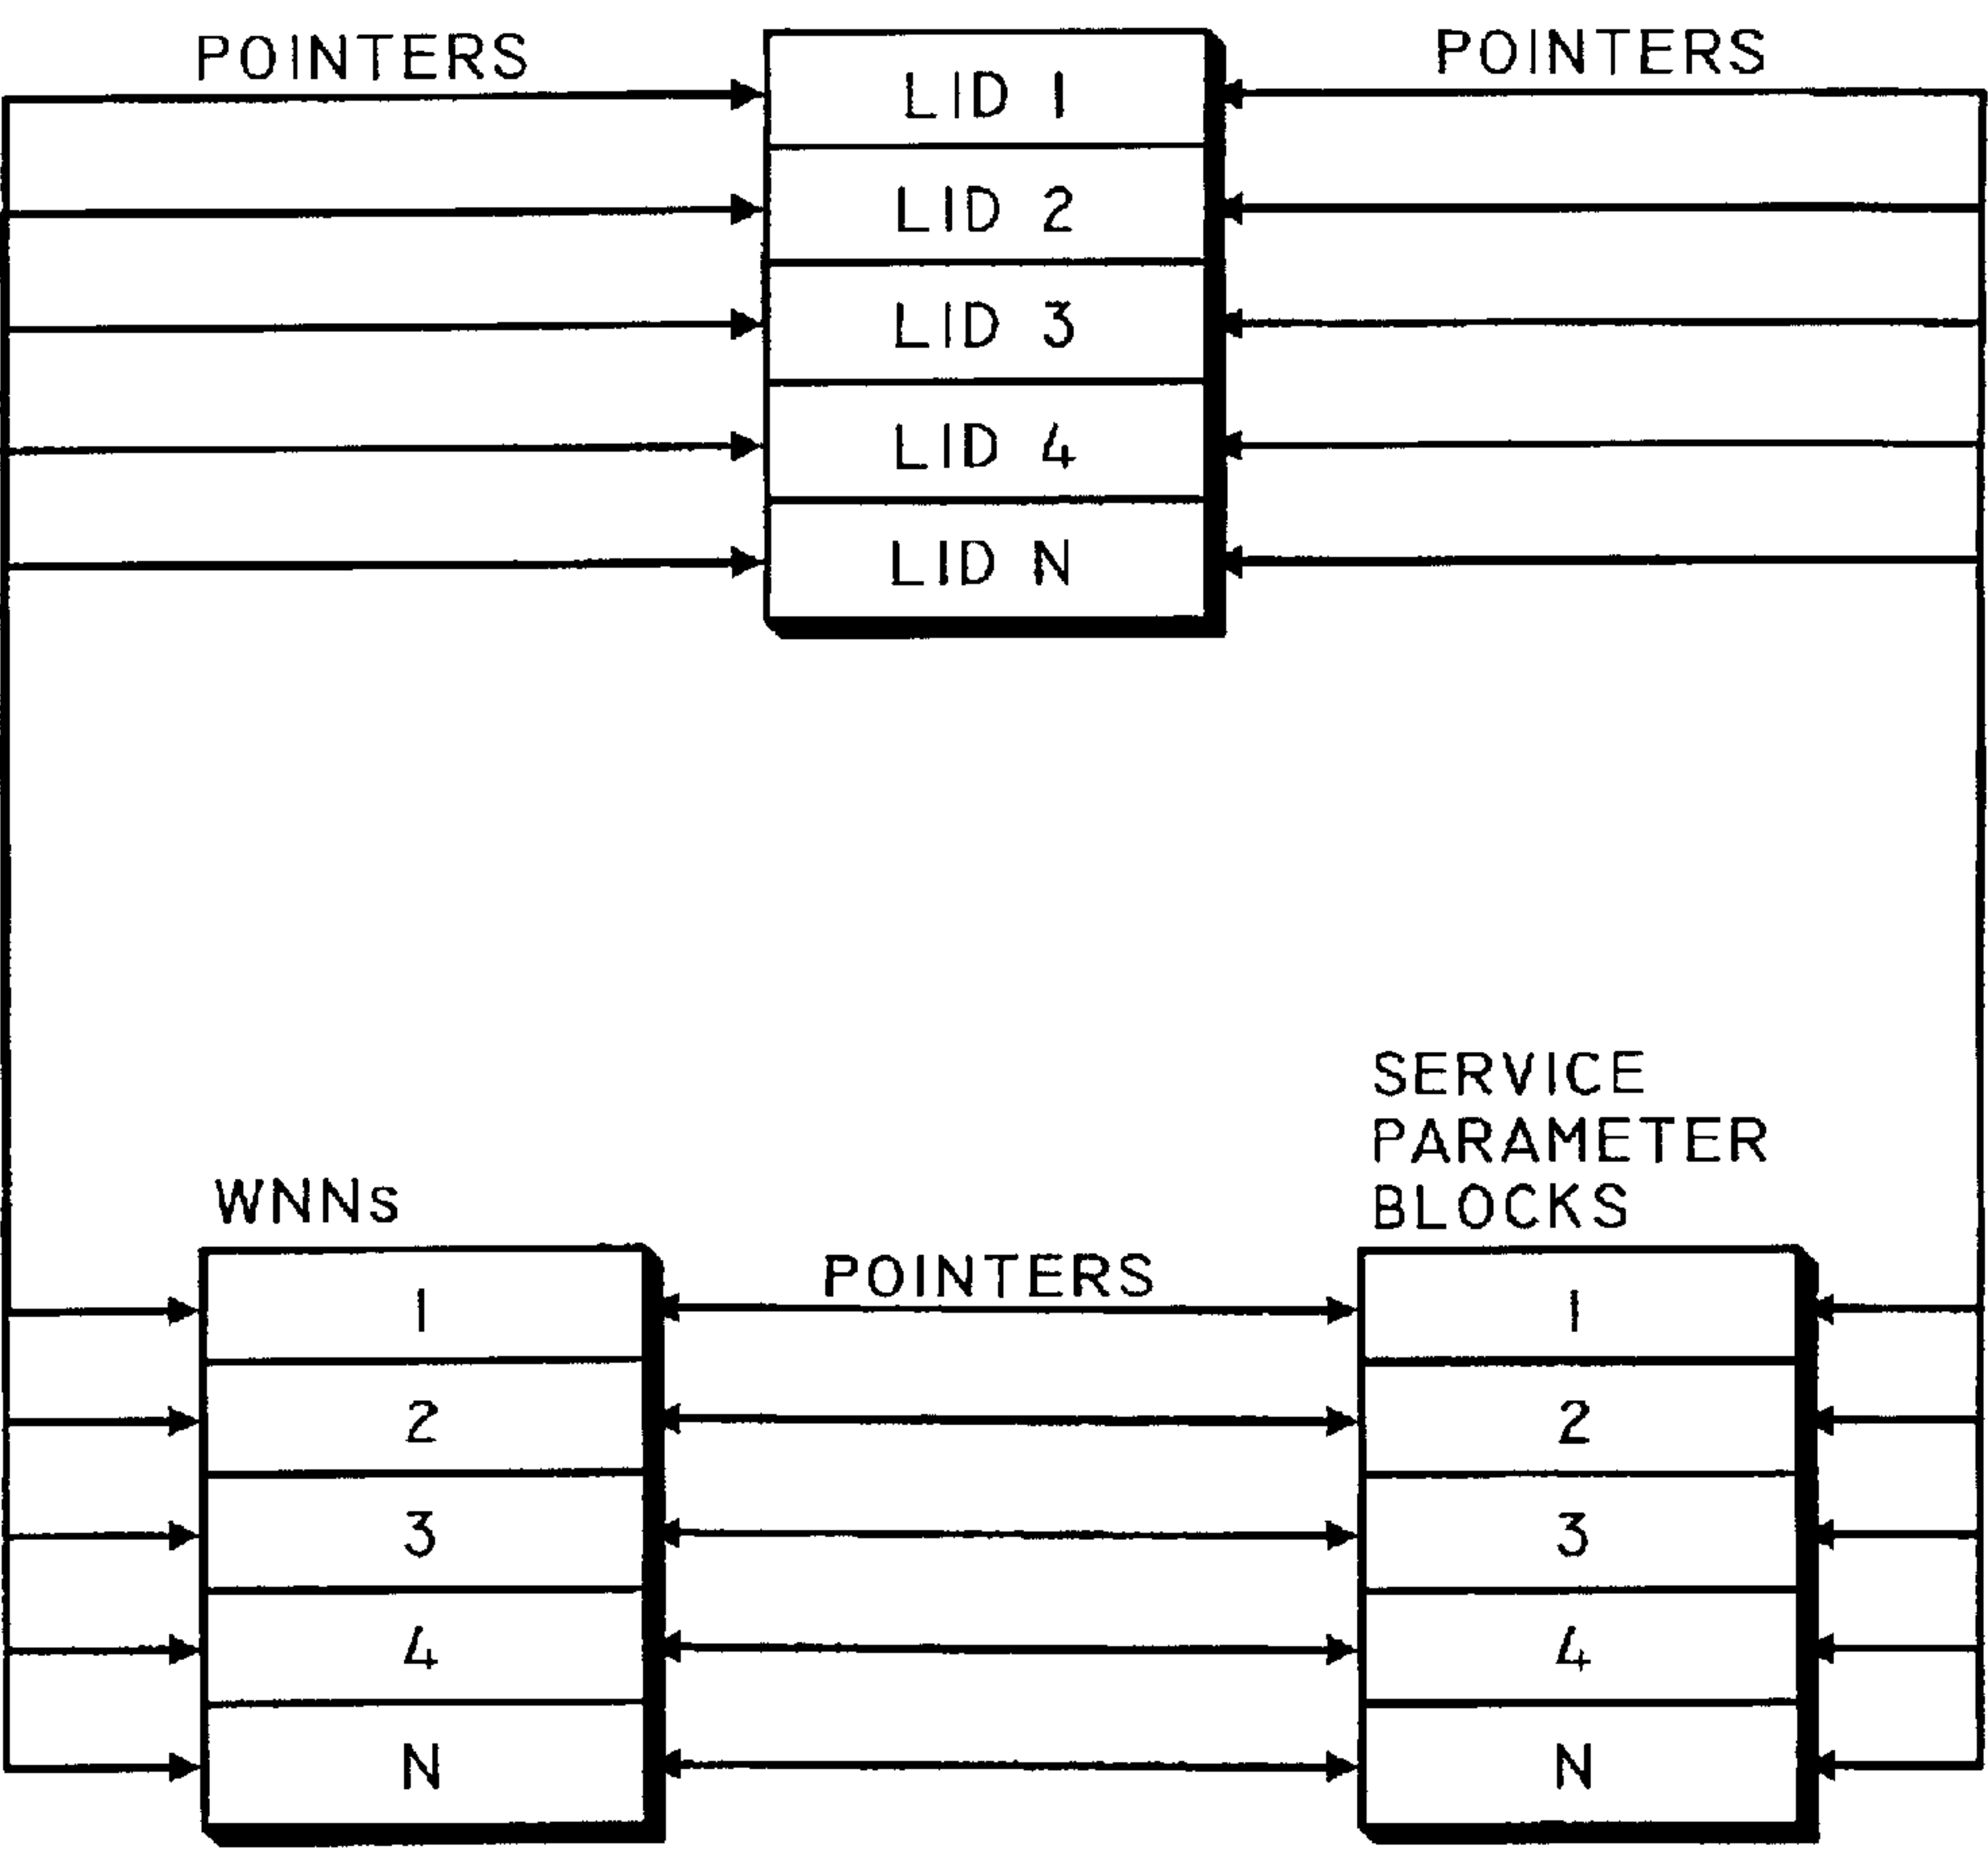 POINTERS
POINTERS
LID 1
LID 2
LID 3
LID 4
LID N
SERVICE
PARAMETER
BLOCKS
WNNs
POINTERS
1
2
3
4
N
1
2
3
4
N